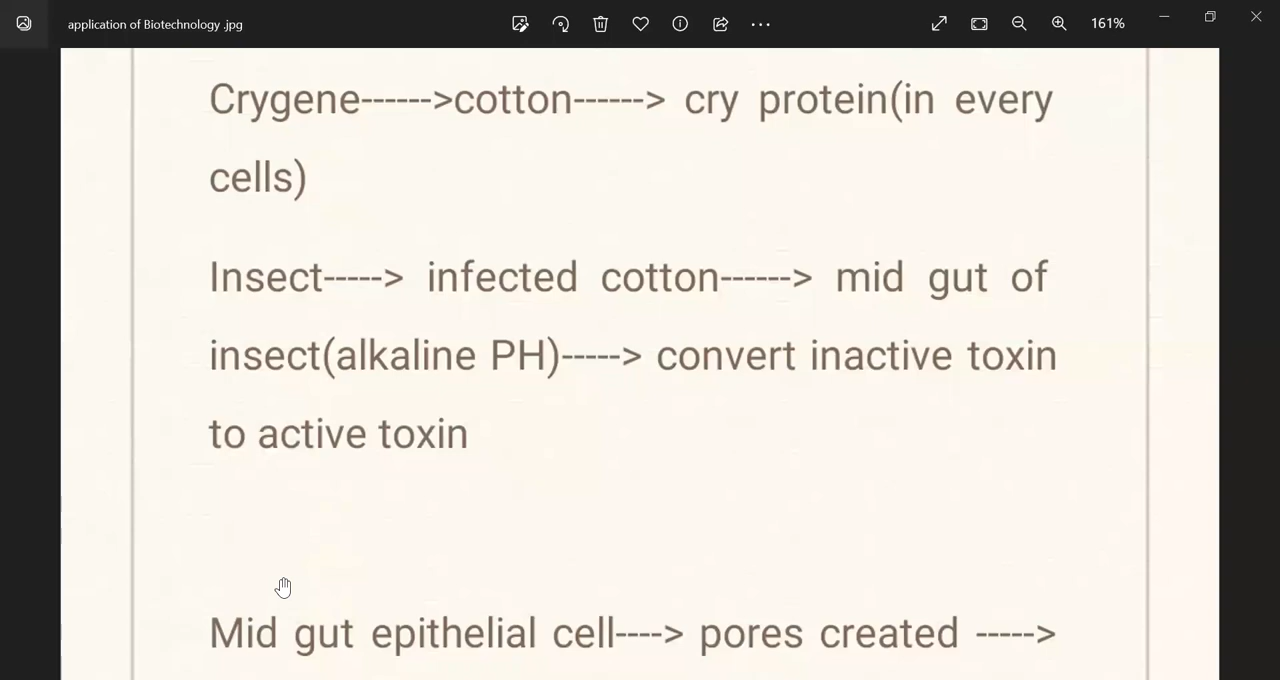 application of Biotechnology .jpg
161%
Crygene------>cotton------> cry protein(in every
cells)
Insect-----> infected cotton------> mid gut of
insect(alkaline PH)-----> convert inactive toxin
to active toxin
Mid gut epithelial cell----> pores created ----->